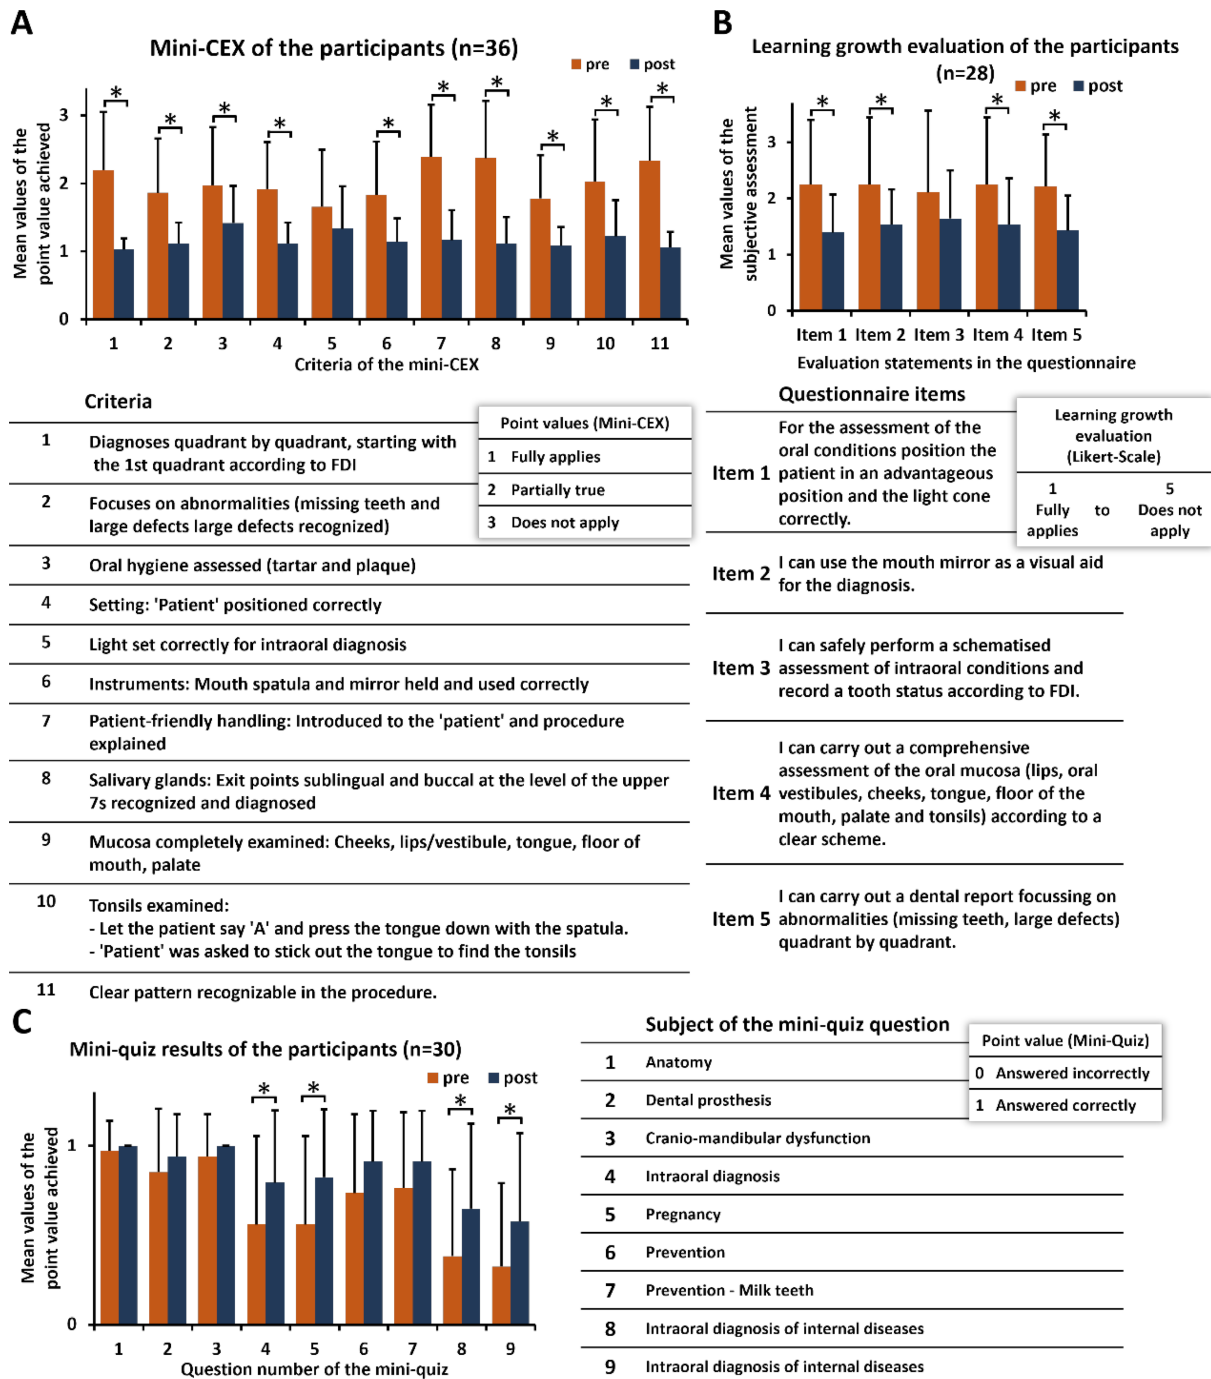 A
Mini-CEX of the participants (n=36)
pre post
Mean values of the
point value achieved
3
2
1
0
* * * * * * * * * *
1 2 3 4 5 6 7 8 9 10 11
Criteria of the mini-CEX
B
Learning growth evaluation of the participants
(n=28)
pre post
Mean values of the
subjective assessment
3
2
1
0
* * * *
Item 1 Item 2 Item 3 Item 4 Item 5
Evaluation statements in the questionnaire
Criteria
1 Diagnoses quadrant by quadrant, starting with
the 1st quadrant according to FDI
2 Focuses on abnormalities (missing teeth and
large defects large defects recognized)
3 Oral hygiene assessed (tartar and plaque)
4 Setting: 'Patient' positioned correctly
5 Light set correctly for intraoral diagnosis
6 Instruments: Mouth spatula and mirror held and used correctly
7 Patient-friendly handling: Introduced to the 'patient' and procedure
explained
8 Salivary glands: Exit points sublingual and buccal at the level of the upper
7s recognized and diagnosed
9 Mucosa completely examined: Cheeks, lips/vestibule, tongue, floor of
mouth, palate
10 Tonsils examined:
- Let the patient say 'A' and press the tongue down with the spatula.
- 'Patient' was asked to stick out the tongue to find the tonsils
11 Clear pattern recognizable in the procedure.
Point values (Mini-CEX)
1 Fully applies
2 Partially true
3 Does not apply
Questionnaire items
Item 1 For the assessment of the
oral conditions position the
patient in an advantageous
position and the light cone
correctly.
Item 2 I can use the mouth mirror as a visual aid
for the diagnosis.
Item 3 I can safely perform a schematised
assessment of intraoral conditions and
record a tooth status according to FDI.
Item 4 I can carry out a comprehensive
assessment of the oral mucosa (lips, oral
vestibules, cheeks, tongue, floor of the
mouth, palate and tonsils) according to a
clear scheme.
Item 5 I can carry out a dental report focussing on
abnormalities (missing teeth, large defects)
quadrant by quadrant.
Learning growth
evaluation
(Likert-Scale)
1 5
Fully to Does not
applies apply
C
Mini-quiz results of the participants (n=30)
pre post
Mean values of the
point value achieved
1
0
* * * *
1 2 3 4 5 6 7 8 9
Question number of the mini-quiz
Subject of the mini-quiz question
1 Anatomy
2 Dental prosthesis
3 Cranio-mandibular dysfunction
4 Intraoral diagnosis
5 Pregnancy
6 Prevention
7 Prevention - Milk teeth
8 Intraoral diagnosis of internal diseases
9 Intraoral diagnosis of internal diseases
Point value (Mini-Quiz)
0 Answered incorrectly
1 Answered correctly